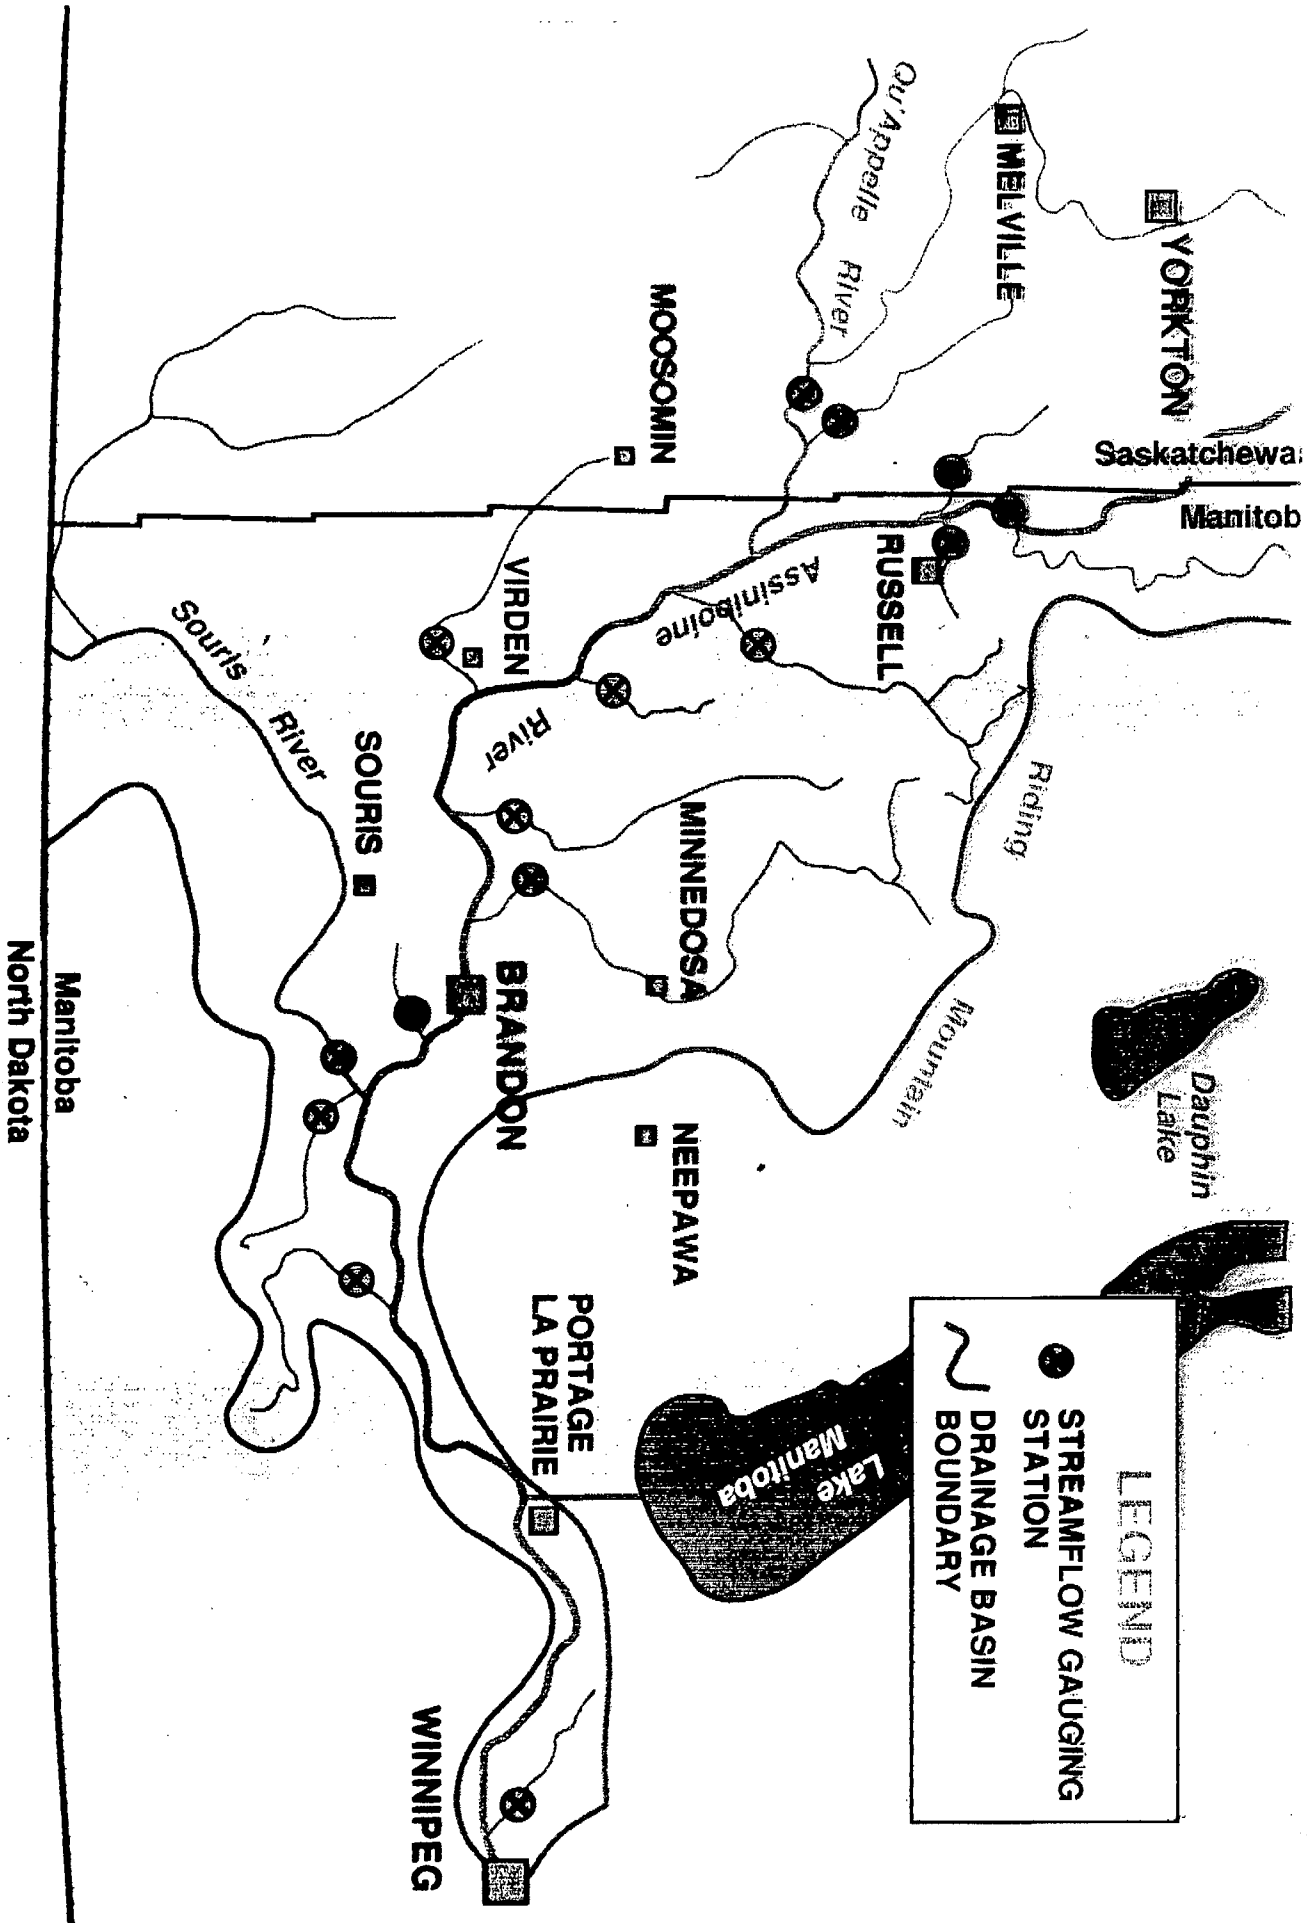 YORKTON
MELVILLE
Qu'Appelle River
Saskatchewa
Manitob
MOOSOMIN
RUSSELL
VIRDEN
Assiniboine
River
Souris
River
SOURIS
MINNEDOSA
Riding
Mountain
BRANDON
NEEPAWA
Dauphin
Lake
Manitoba
North Dakota
PORTAGE
LA PRAIRIE
Lake
Manitoba
WINNIPEG
LEGEND
STREAMFLOW GAUGING
STATION
DRAINAGE BASIN
BOUNDARY